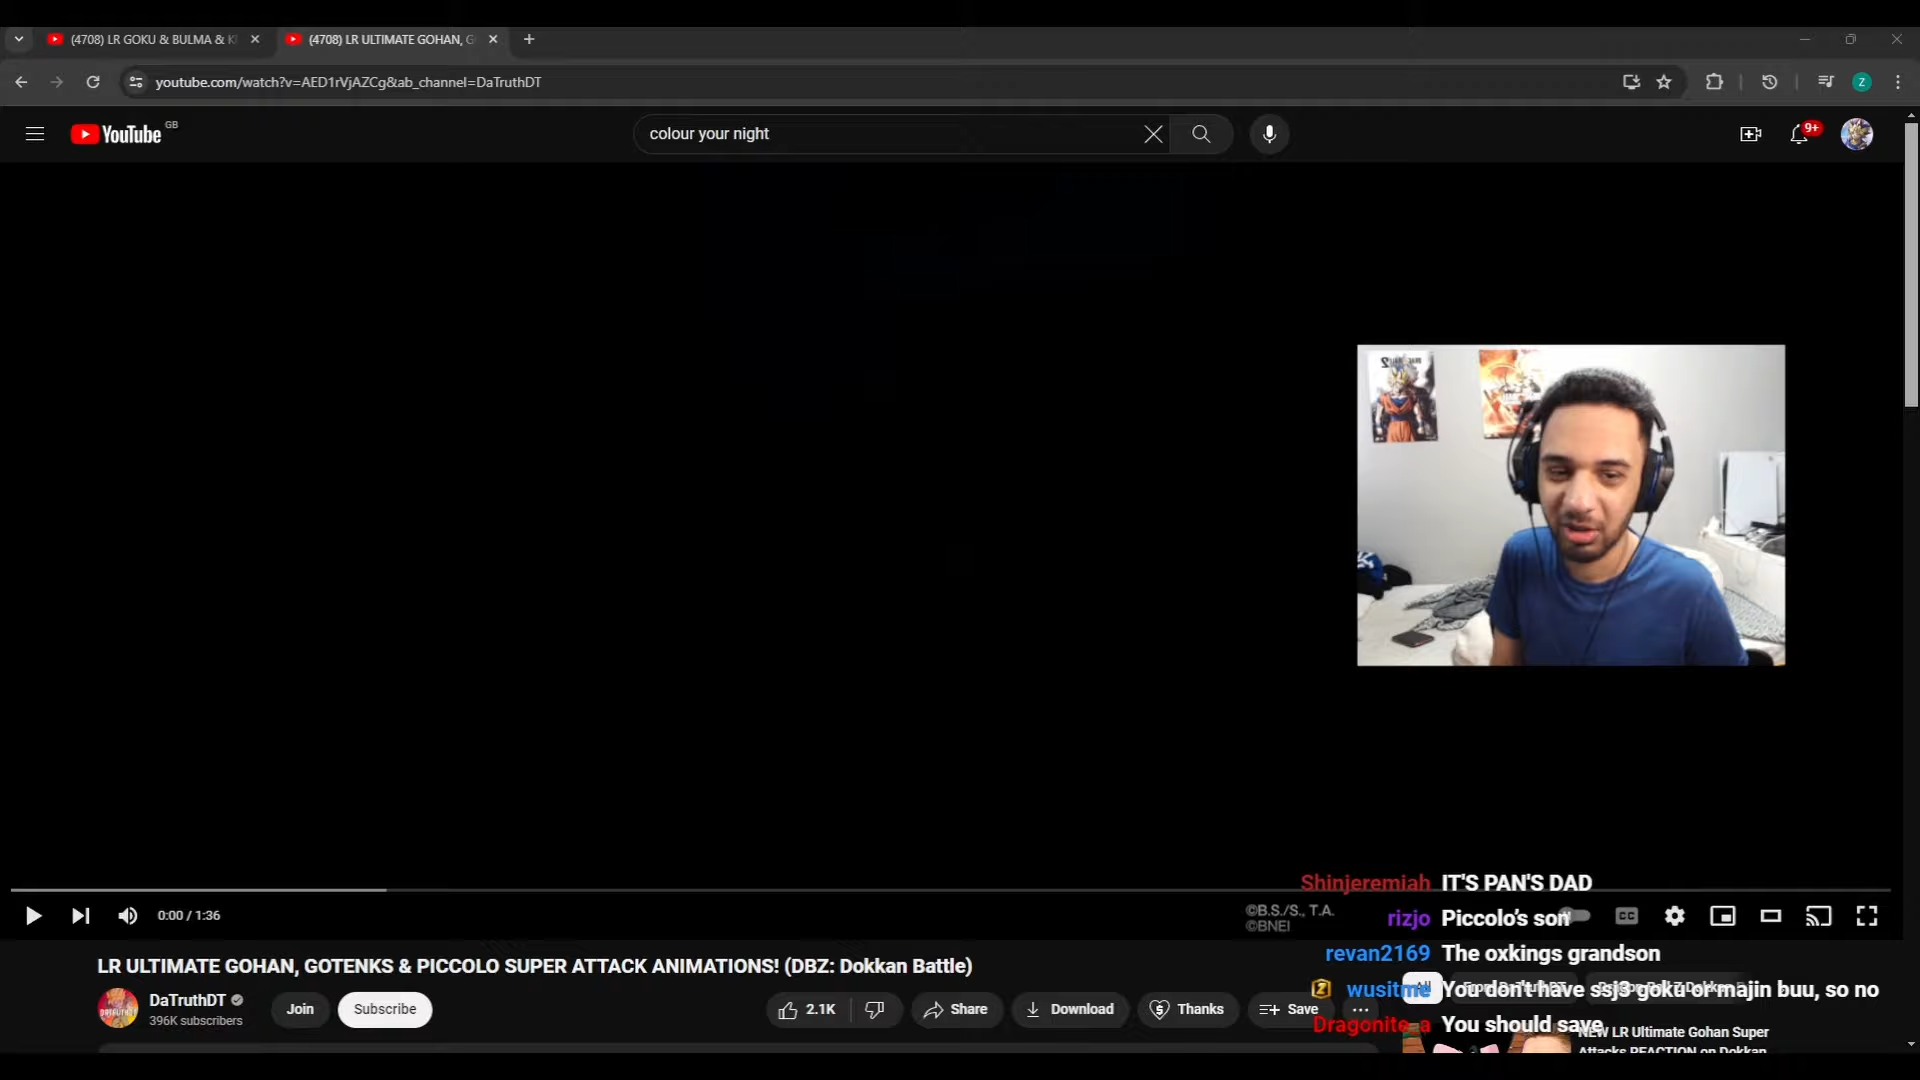 (4708) LR GOKU & BULMA & K
(4708) LR ULTIMATE GOHAN, G
youtube.com/watch?v=AED1rVjAZCg&ab_channel=DaTruthDT
Z
YouTube GB
colour your night
9+
0:00 / 1:36
©B.S./S., T.A.
©BNEI
CC
Shinjeremiah IT'S PAN'S DAD
rizjo Piccolo's son
revan2169 The oxkings grandson
wusitme You don't have ssj3 goku or majin buu, so no
Dragonite_a You should save
LR ULTIMATE GOHAN, GOTENKS & PICCOLO SUPER ATTACK ANIMATIONS! (DBZ: Dokkan Battle)
DaTruthDT
396K subscribers
Join
Subscribe
2.1K
Share
Download
Thanks
Save
NEW LR Ultimate Gohan Super
Attacks REACTION on Dokkan